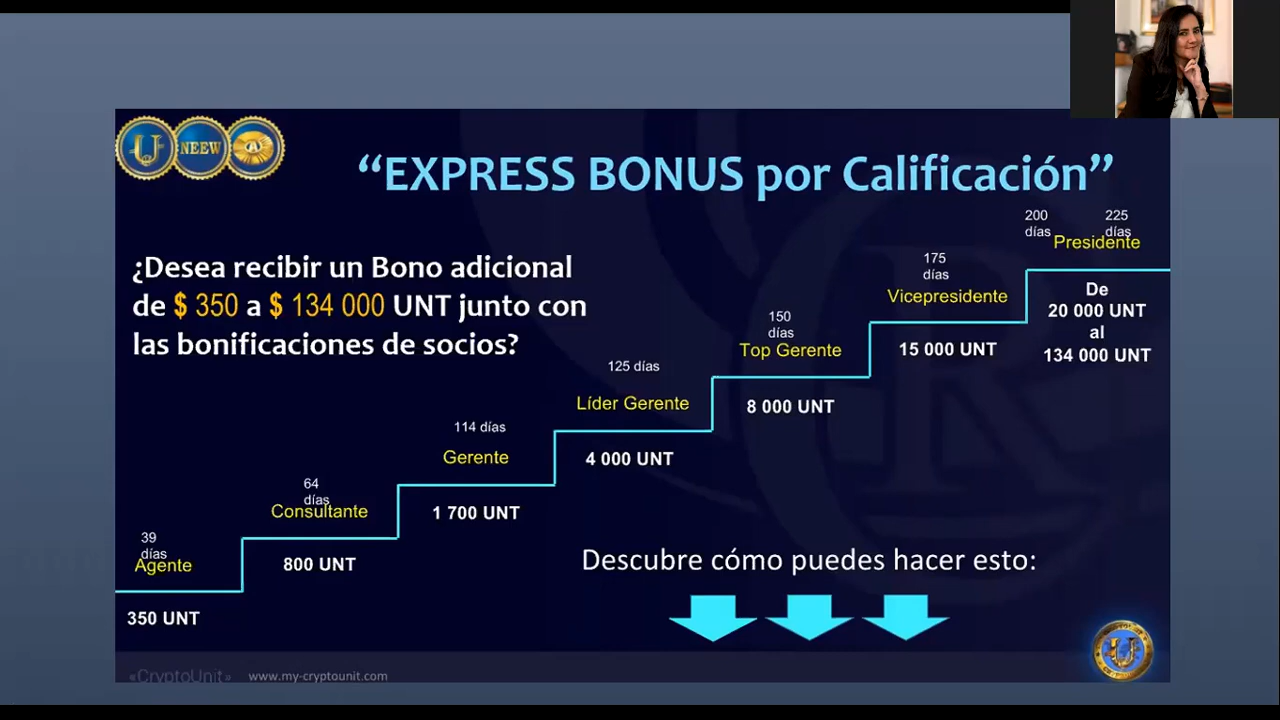 U NEEW A
“EXPRESS BONUS por Calificación”
¿Desea recibir un Bono adicional
de $ 350 a $ 134 000 UNT junto con
las bonificaciones de socios?
39
días
Agente
350 UNT
64
días
Consultante
800 UNT
114 días
Gerente
1 700 UNT
125 días
Líder Gerente
4 000 UNT
150
días
Top Gerente
8 000 UNT
175
días
Vicepresidente
15 000 UNT
200
días
225
días
Presidente
De
20 000 UNT
al
134 000 UNT
Descubre cómo puedes hacer esto:
«CryptoUnit» www.my-cryptounit.com
U